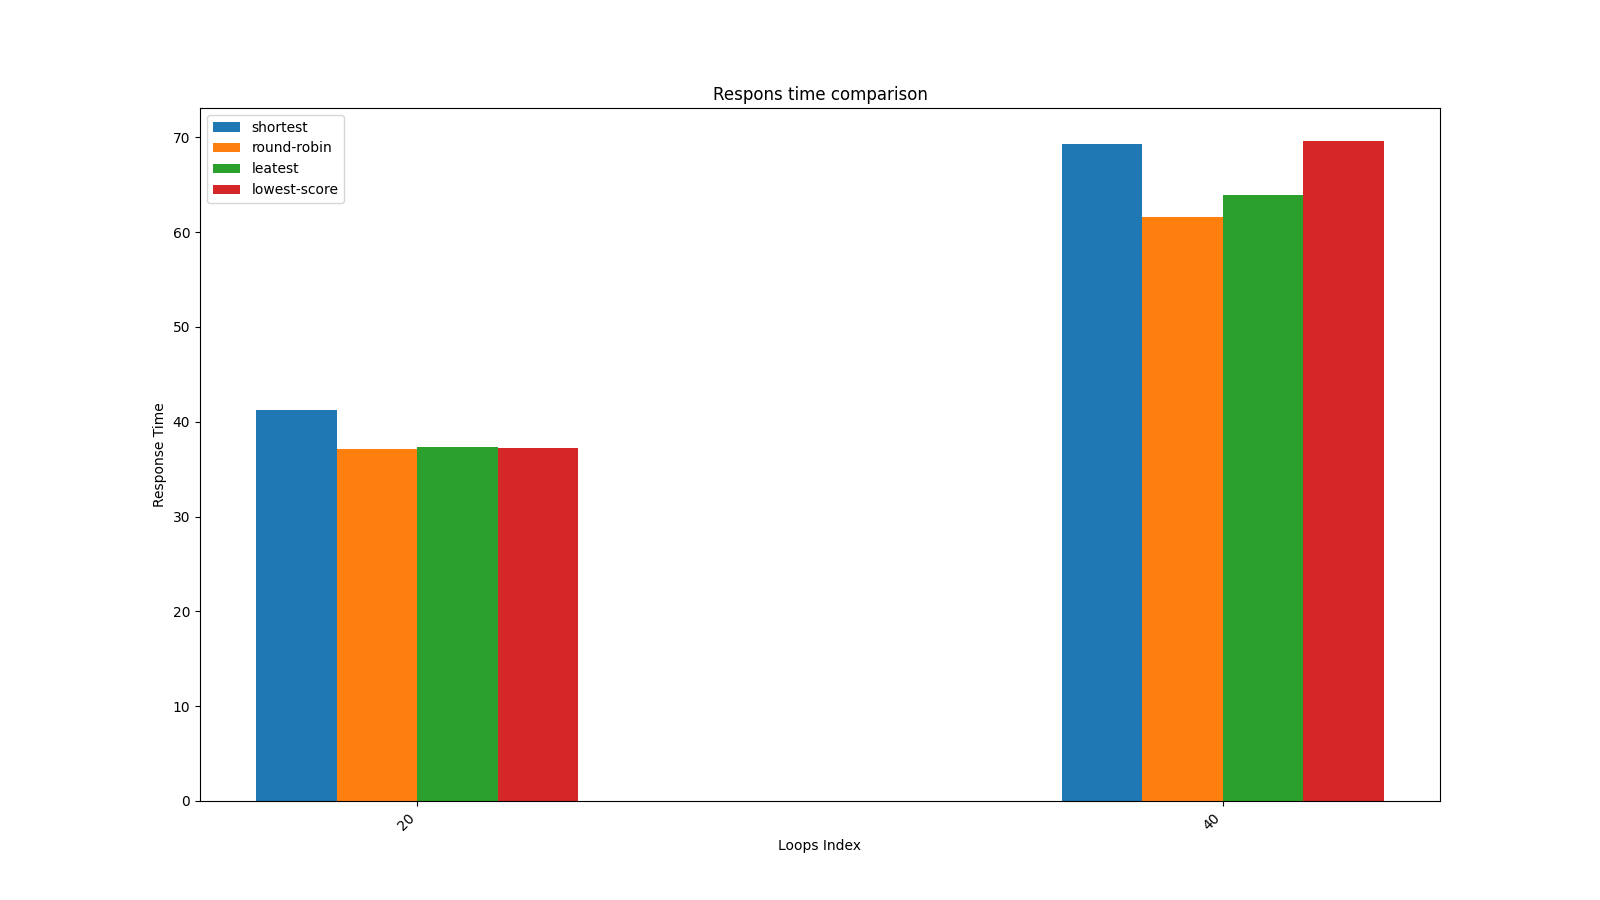 Respons time comparison
shortest
round-robin
leatest
lowest-score
70
60
50
40
30
20
10
0
Response Time
20
40
Loops Index